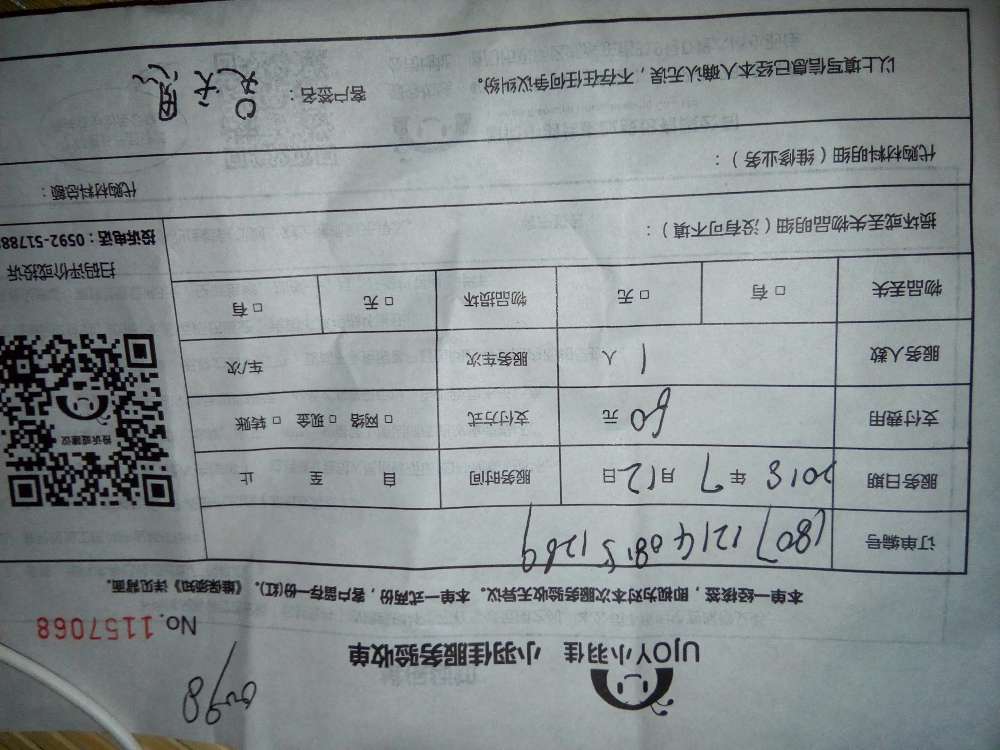 UJOY小羽佳 小羽佳服务验收单
No. 1157068
本单一经核签，即视为对本次服务验收无异议。本单一式两份，客户留存一份(红)。《维保须知》详见背面。
订单编号
服务日期 2018 年 7 月 12 日 服务时间 自 至 止
支付费用 60 元 支付方式 □ 网络 □ 现金 □ 转账
服务人数 1 人 服务车次 车/次
物品丢失 □ 有 □ 无 物品损坏 □ 无 □ 有
投诉或建议
扫码评价或投诉
投诉电话：0592-51788
损坏或丢失物品明细（没有可不填）：
代购材料明细（维修业务）：
代购材料总额：
以上填写信息已经本人确认无误，不存在任何争议纠纷。 客户签名：